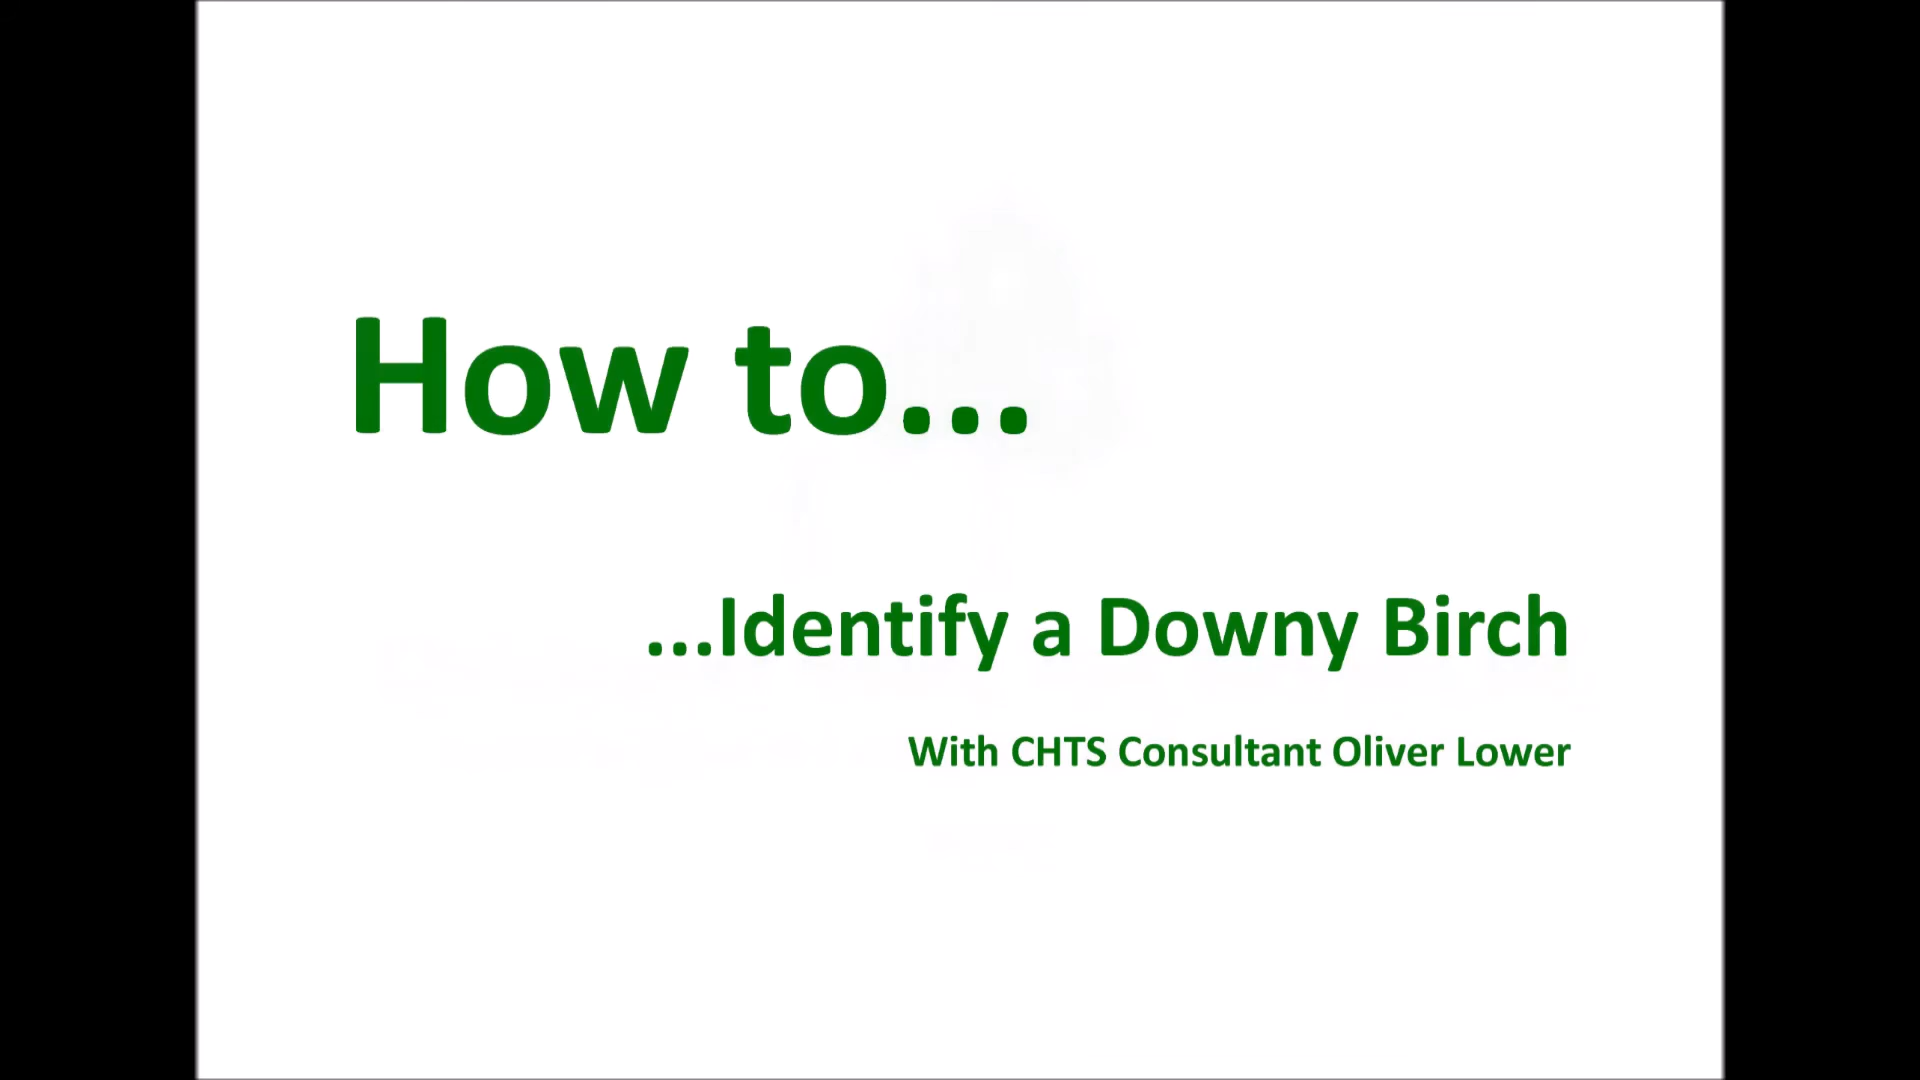 How to...
...Identify a Downy Birch
With CHTS Consultant Oliver Lower